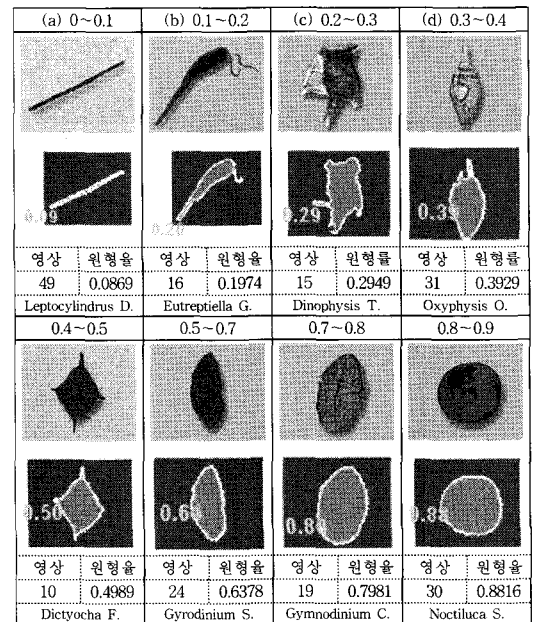 (a) 0~0.1 (b) 0.1~0.2 (c) 0.2~0.3 (d) 0.3~0.4
0.09 0.20 0.29 0.39
영상 원형율 영상 원형율 영상 원형률 영상 원형률
49 0.0869 16 0.1974 15 0.2949 31 0.3929
Leptocylindrus D. Eutreptiella G. Dinophysis T. Oxyphysis O.
0.4~0.5 0.5~0.7 0.7~0.8 0.8~0.9
0.50 0.88
영상 원형율 영상 원형율 영상 원형율 영상 원형율
10 0.4989 24 0.6378 19 0.7981 30 0.8816
Dictyocha F. Gyrodinium S. Gymnodinium C. Noctiluca S.